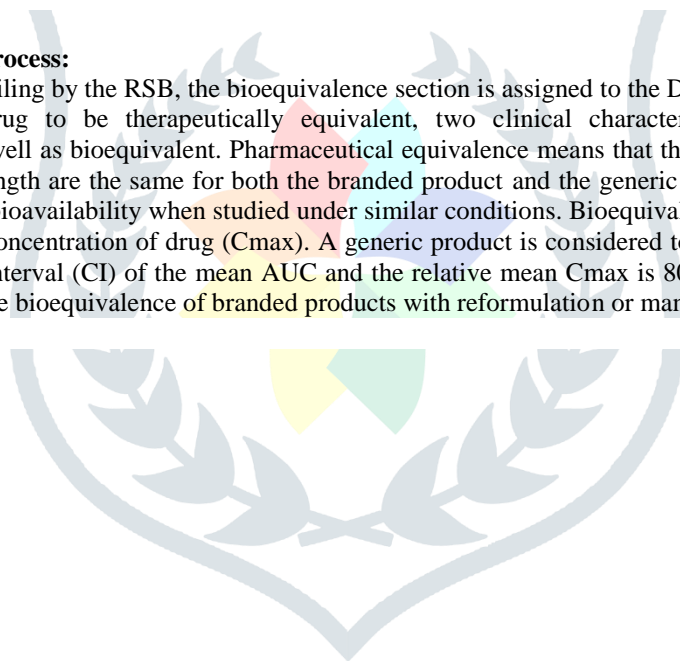 rocess:
iling by the RSB, the bioequivalence section is assigned to the D
rug to be therapeutically equivalent, two clinical character
well as bioequivalent. Pharmaceutical equivalence means that th
ngth are the same for both the branded product and the generic
bioavailability when studied under similar conditions. Bioequival
oncentration of drug (Cmax). A generic product is considered to
nterval (CI) of the mean AUC and the relative mean Cmax is 80
e bioequivalence of branded products with reformulation or man